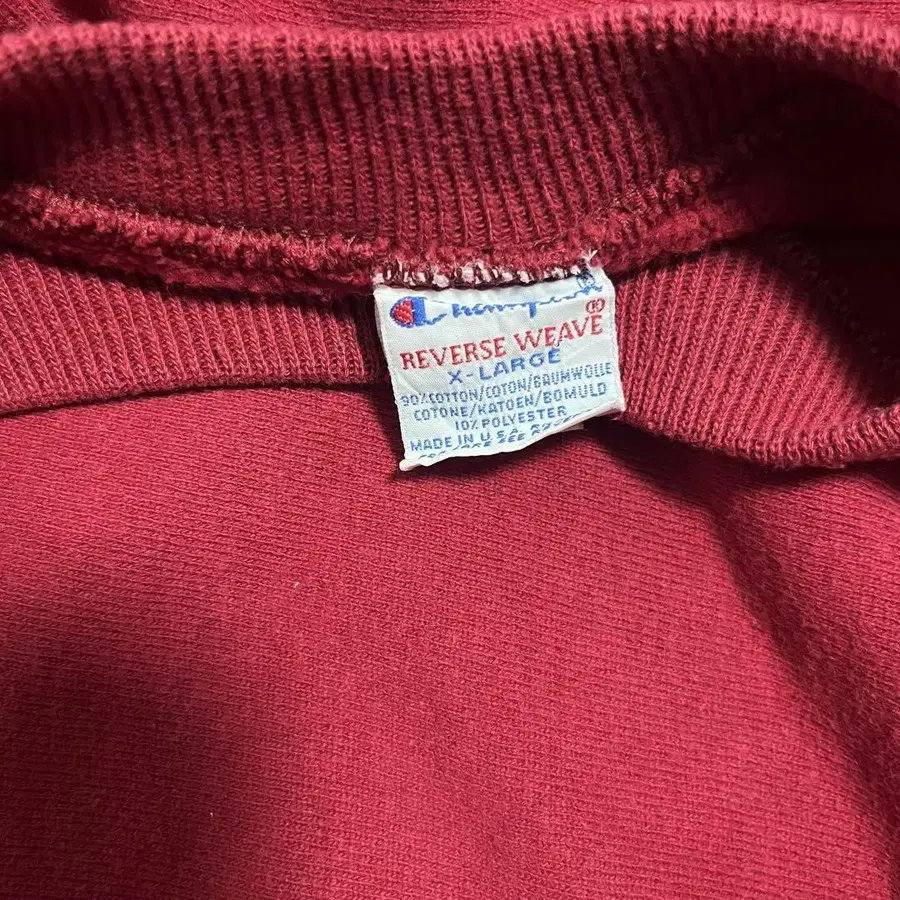 Champion
REVERSE WEAVE ®
X-LARGE
90%COTTON/COTON/BAUMWOLLE
COTONE/KATOEN/BOMULD
10% POLYESTER
MADE IN U.S.A.